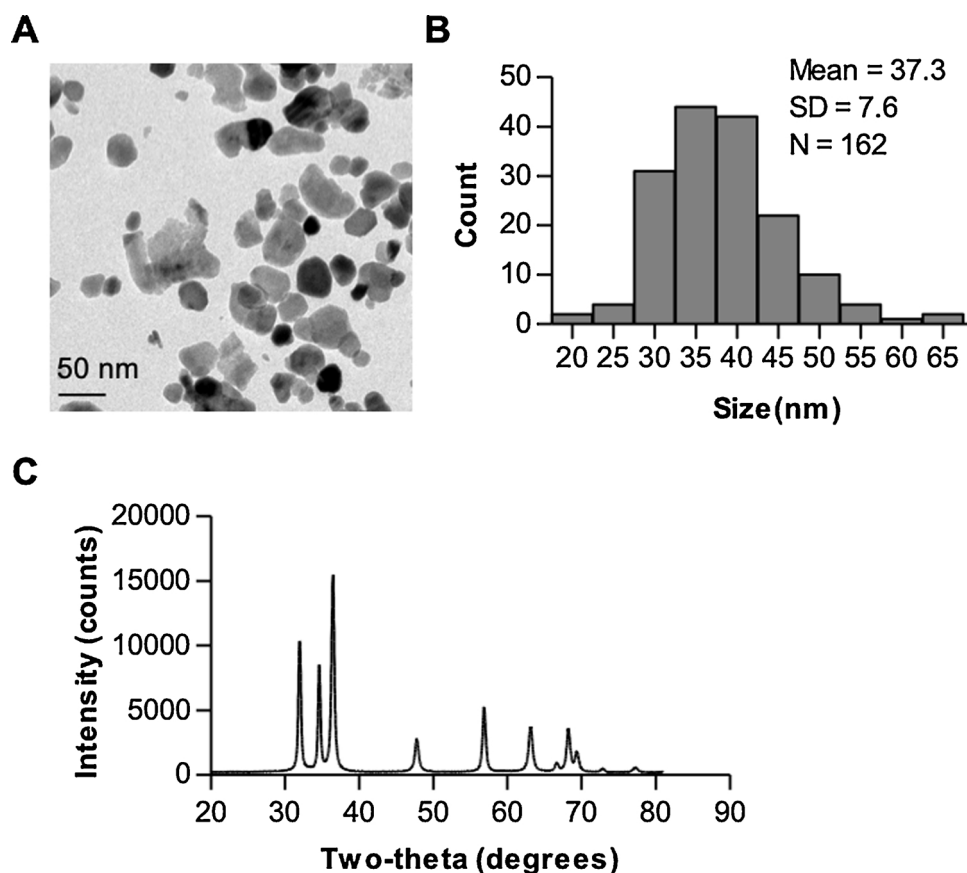 A
50 nm
B
Mean = 37.3
SD = 7.6
N = 162
50
40
30
20
10
0
Count
20 25 30 35 40 45 50 55 60 65
Size (nm)
C
20000
15000
10000
5000
0
Intensity (counts)
20 30 40 50 60 70 80 90
Two-theta (degrees)